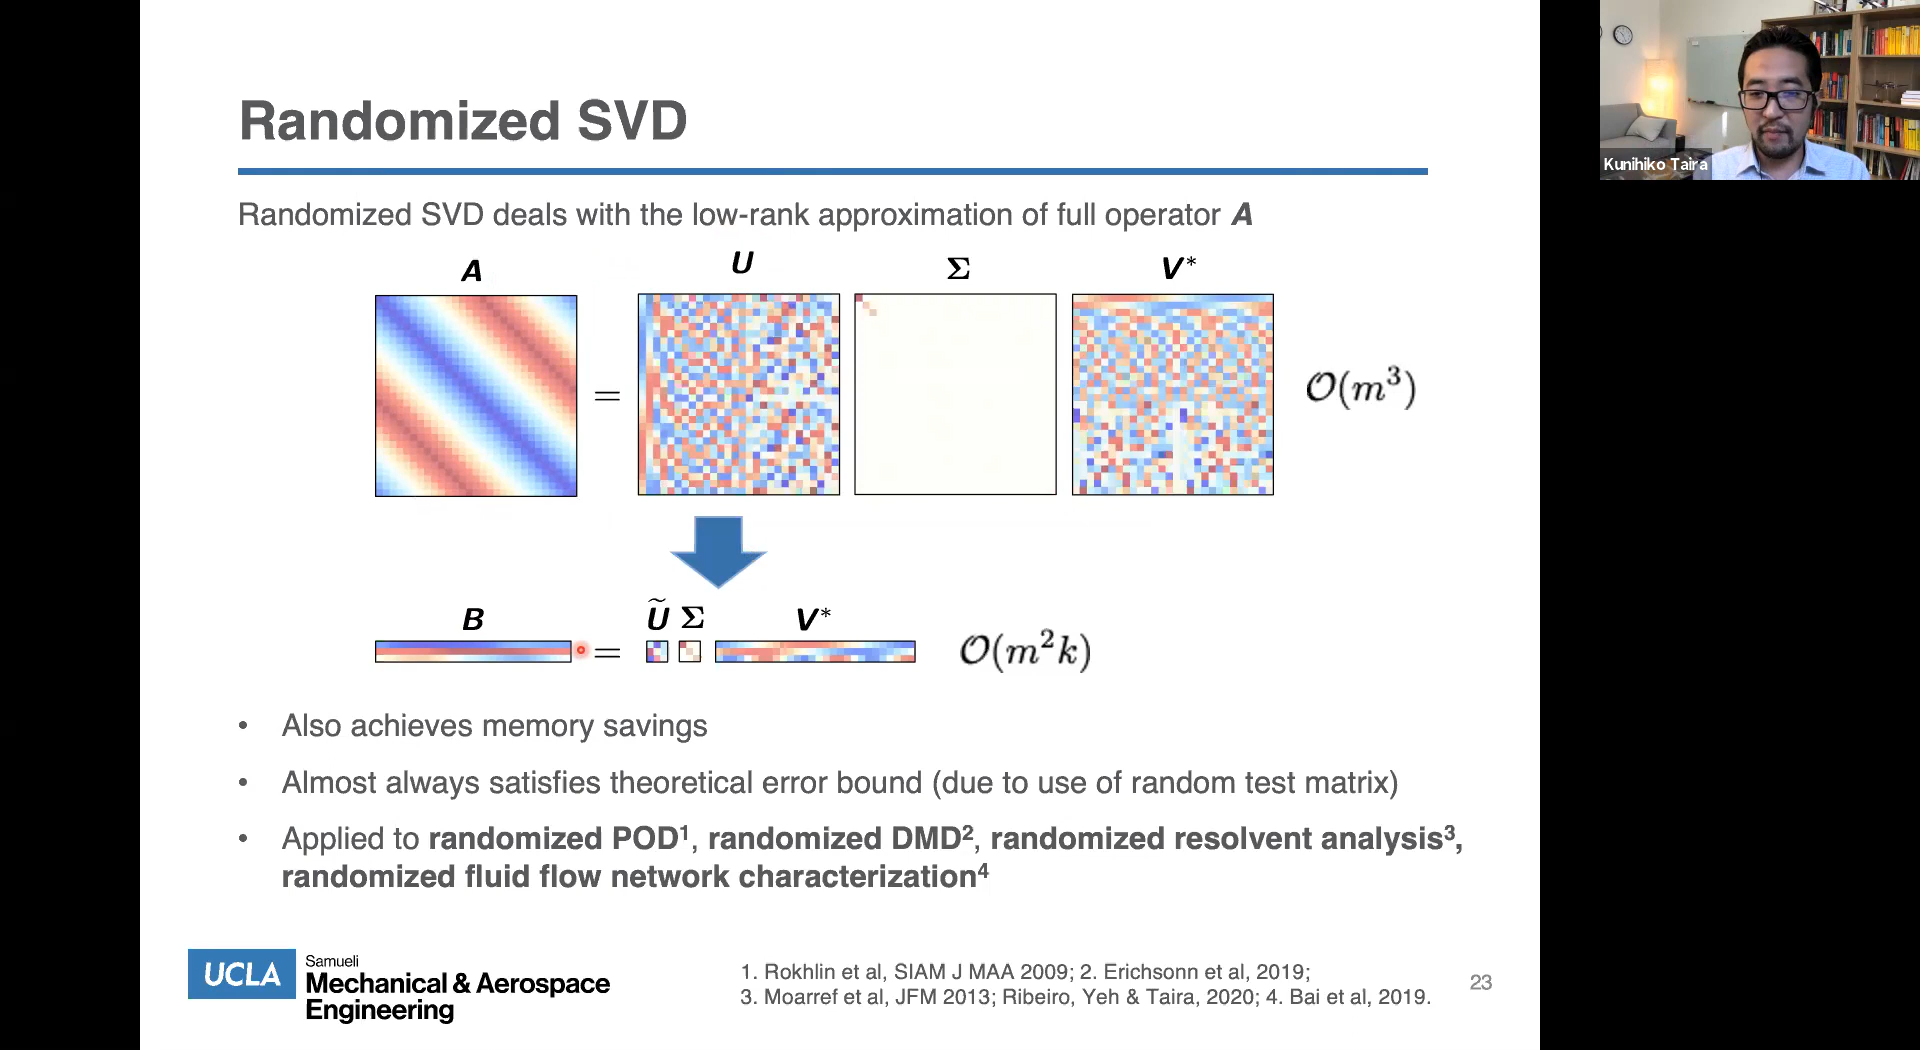 Randomized SVD
Randomized SVD deals with the low-rank approximation of full operator A
A
U
Σ
V*
=
O(m³)
B
Ũ Σ
V*
=
O(m²k)
• Also achieves memory savings
• Almost always satisfies theoretical error bound (due to use of random test matrix)
• Applied to randomized POD¹, randomized DMD², randomized resolvent analysis³,
randomized fluid flow network characterization⁴
UCLA
Samueli
Mechanical & Aerospace
Engineering
1. Rokhlin et al, SIAM J MAA 2009; 2. Erichsonn et al, 2019;
3. Moarref et al, JFM 2013; Ribeiro, Yeh & Taira, 2020; 4. Bai et al, 2019.
23
Kunihiko Taira